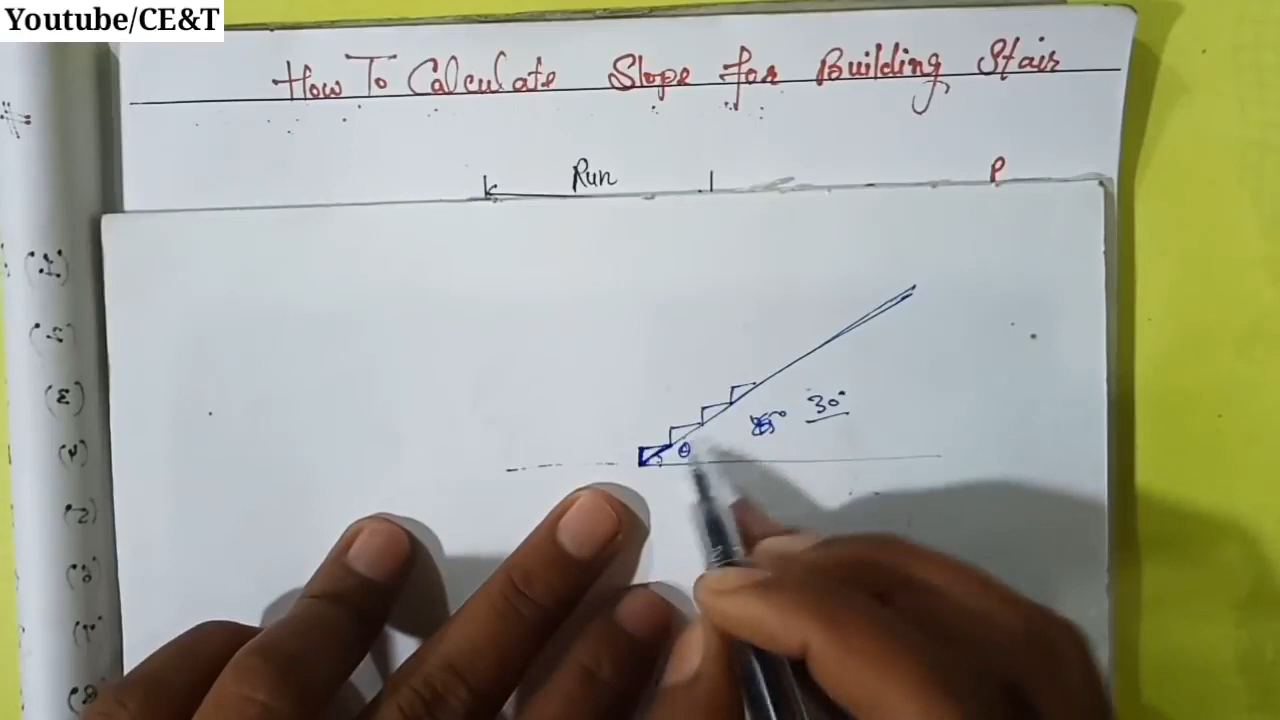 Youtube/CE&T
How To Calculate Slope for Building Stair
Run
P
30°
θ